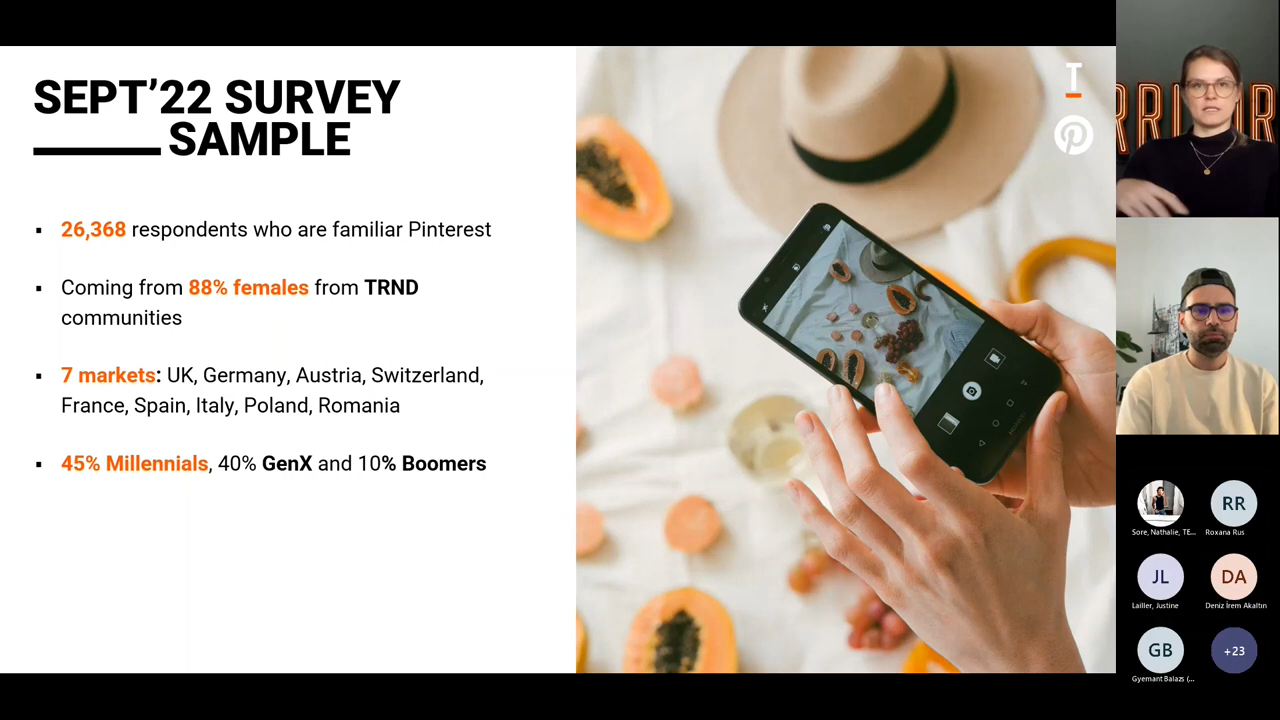 SEPT’22 SURVEY
SAMPLE
▪ 26,368 respondents who are familiar Pinterest
▪ Coming from 88% females from TRND
communities
▪ 7 markets: UK, Germany, Austria, Switzerland,
France, Spain, Italy, Poland, Romania
▪ 45% Millennials, 40% GenX and 10% Boomers
T
RRIOR
Sore, Nathalie, TE...
RR
Roxana Rus
JL
Lailler, Justine
DA
Deniz İrem Akaltın
GB
Gyemant Balazs (...
+23